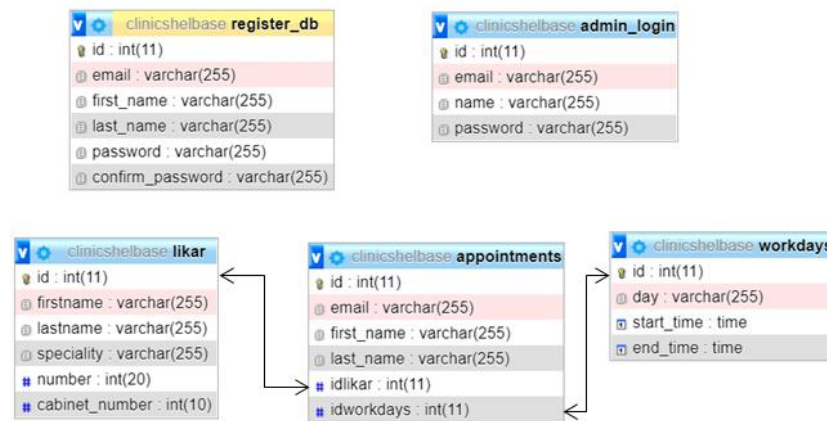 clinicshelbase register_db
id : int(11)
email : varchar(255)
first_name : varchar(255)
last_name : varchar(255)
password : varchar(255)
confirm_password : varchar(255)
clinicshelbase admin_login
id : int(11)
email : varchar(255)
name : varchar(255)
password : varchar(255)
clinicshelbase likar
id : int(11)
firstname : varchar(255)
lastname : varchar(255)
speciality : varchar(255)
# number : int(20)
# cabinet_number : int(10)
clinicshelbase appointments
id : int(11)
email : varchar(255)
first_name : varchar(255)
last_name : varchar(255)
# idlikar : int(11)
# idworkdays : int(11)
clinicshelbase workdays
id : int(11)
day : varchar(255)
start_time : time
end_time : time